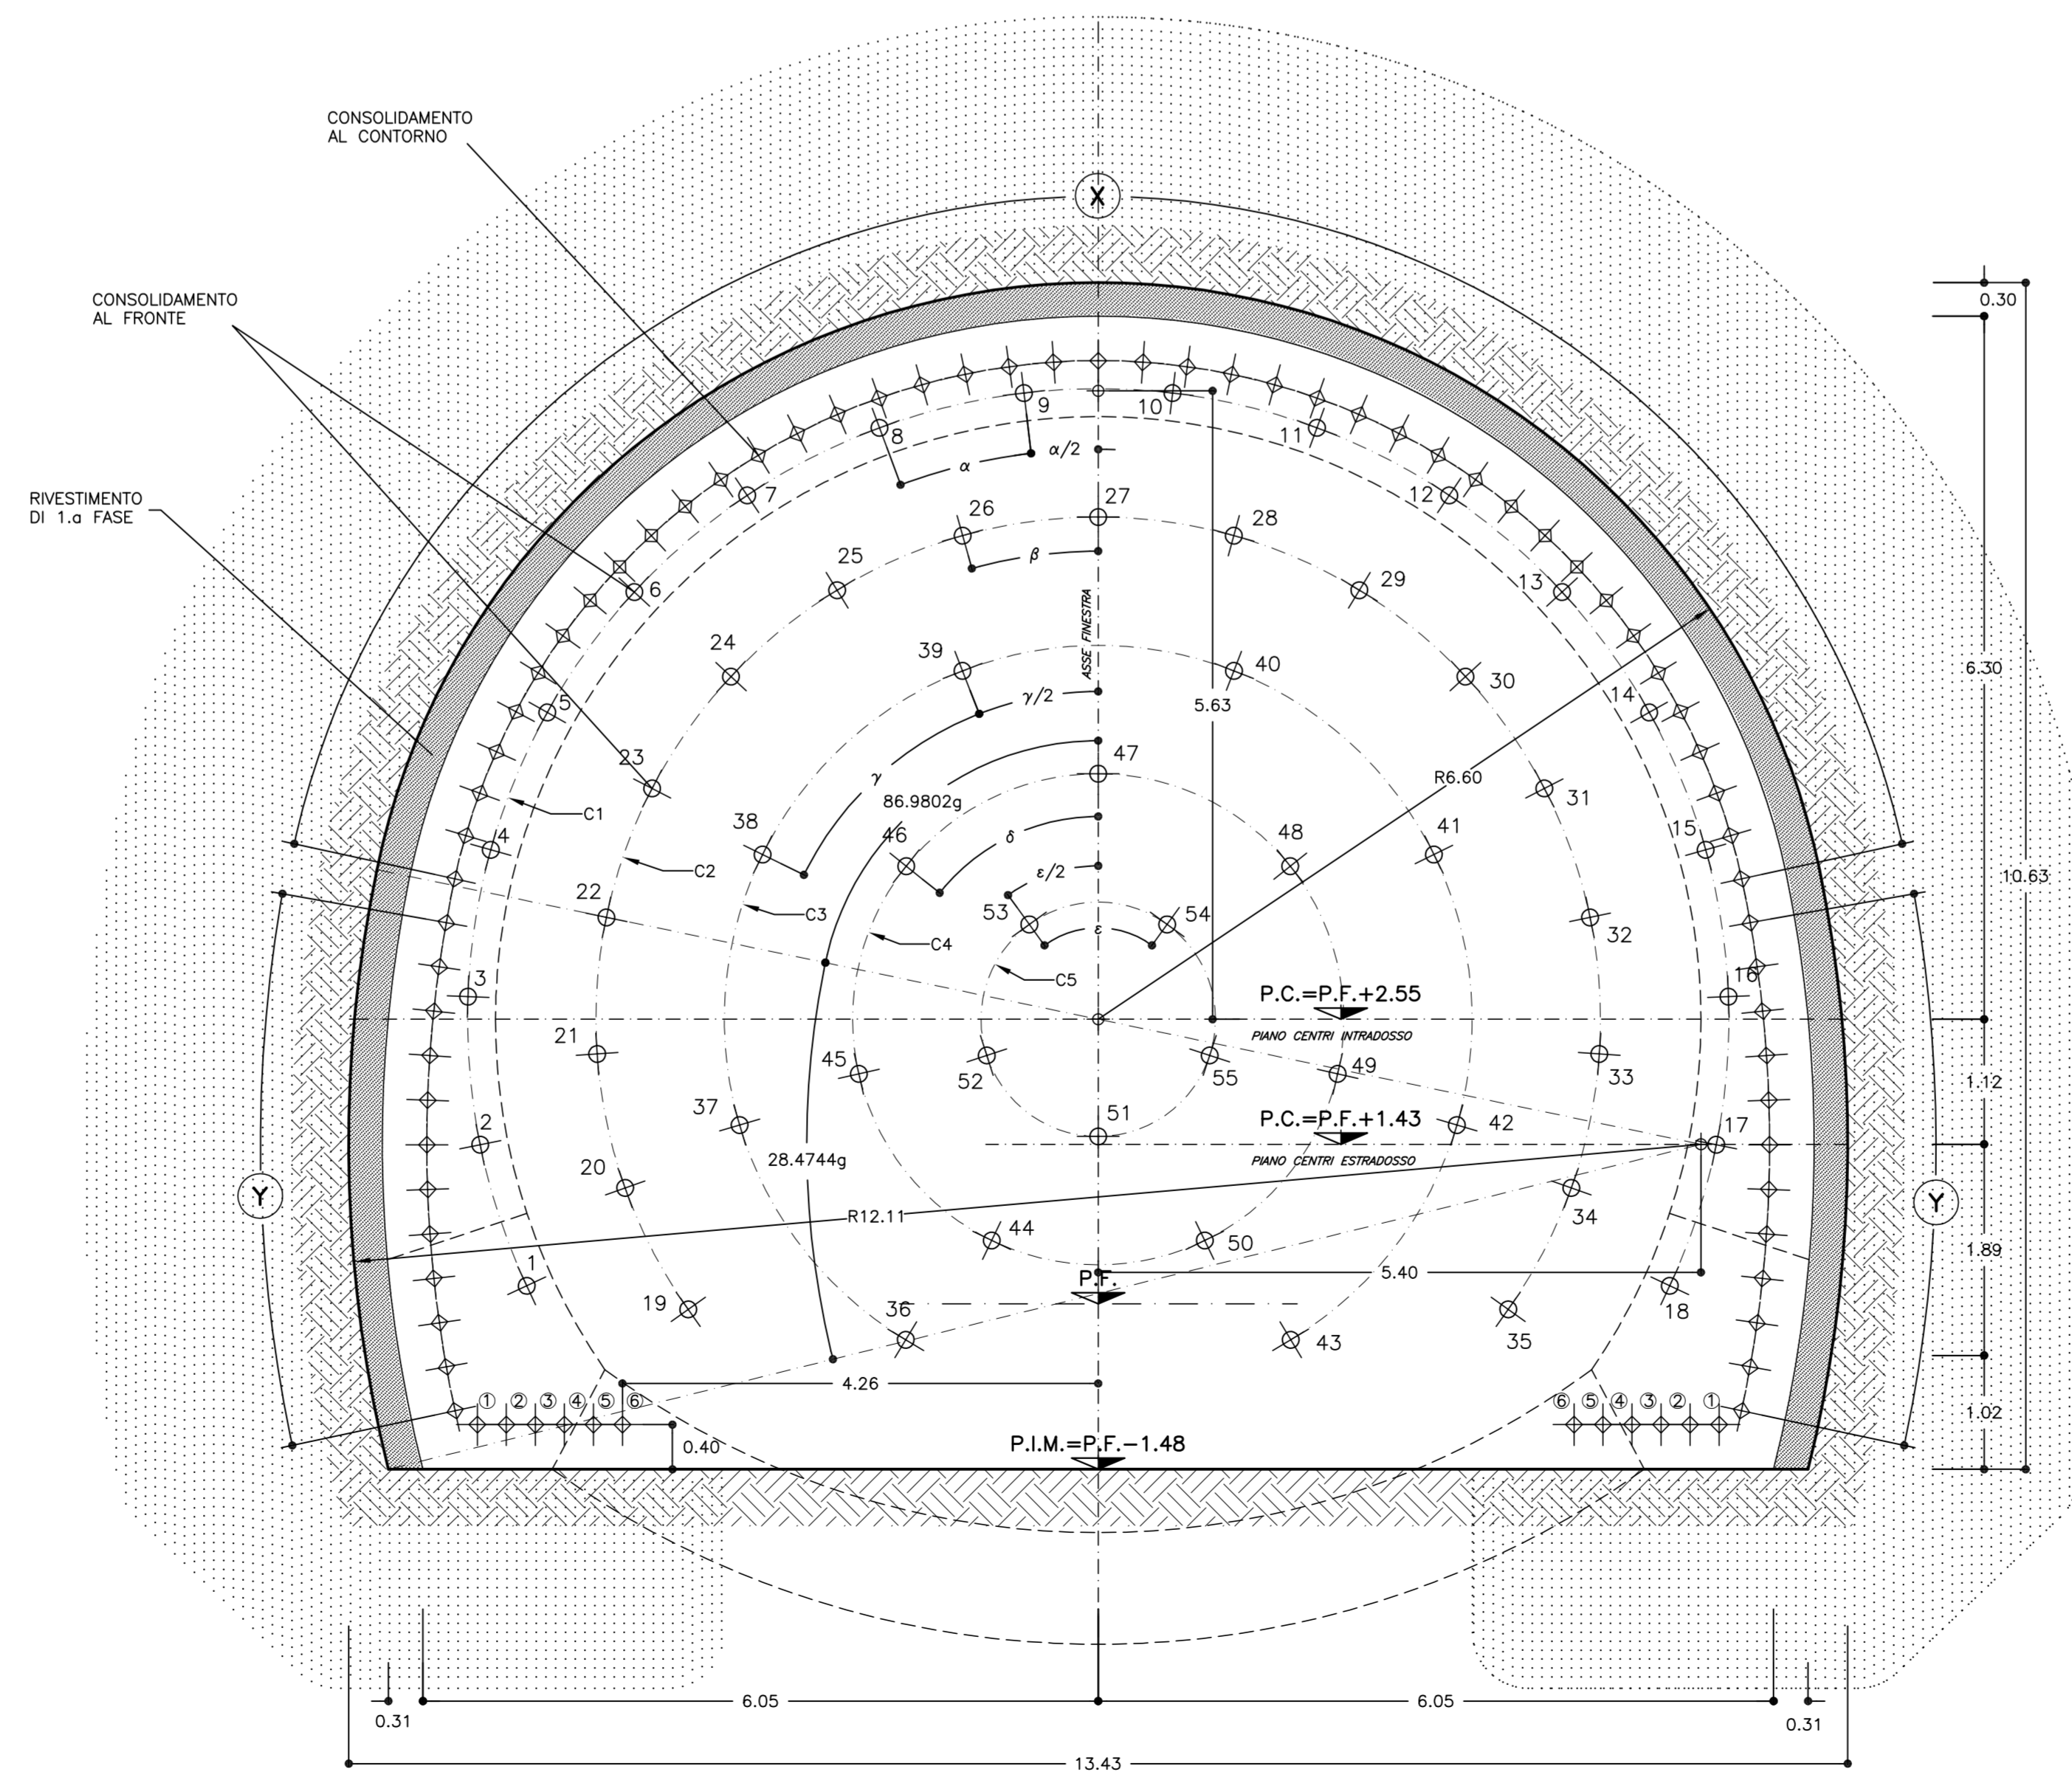 CONSOLIDAMENTO
AL CONTORNO
X
CONSOLIDAMENTO
AL FRONTE
0.30
RIVESTIMENTO
DI 1.a FASE
9
10
8
11
α
α/2
7
12
26
27
28
β
25
29
6
13
ASSE FINESTRA
24
39
40
30
5
14
γ/2
5.63
6.30
23
47
γ
86.9802g
R6.60
31
C1
4
38
46
δ
48
41
15
C2
ε/2
10.63
22
C3
53
54
32
C4
ε
C5
3
16
P.C.=P.F.+2.55
PIANO CENTRI INTRADOSSO
21
45
52
55
49
33
1.12
37
51
P.C.=P.F.+1.43
42
2
17
28.4744g
PIANO CENTRI ESTRADOSSO
20
Y
Y
R12.11
34
44
50
1.89
1
5.40
P.F.
19
36
18
43
35
4.26
① ② ③ ④ ⑤ ⑥
⑥ ⑤ ④ ③ ② ①
1.02
0.40
P.I.M.=P.F.−1.48
6.05
6.05
0.31
0.31
13.43